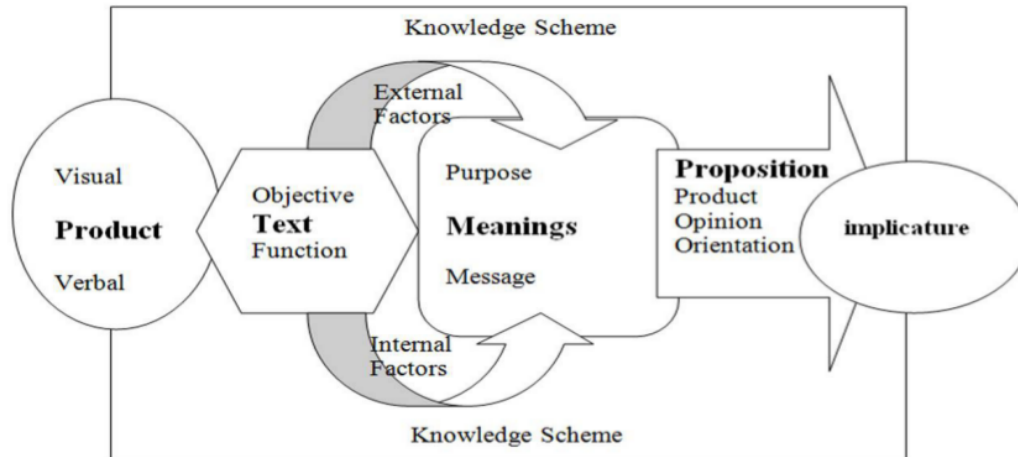 Knowledge Scheme
External
Factors
Visual
Product
Verbal
Objective
Text
Function
Purpose
Meanings
Message
Proposition
Product
Opinion
Orientation
implicature
Internal
Factors
Knowledge Scheme